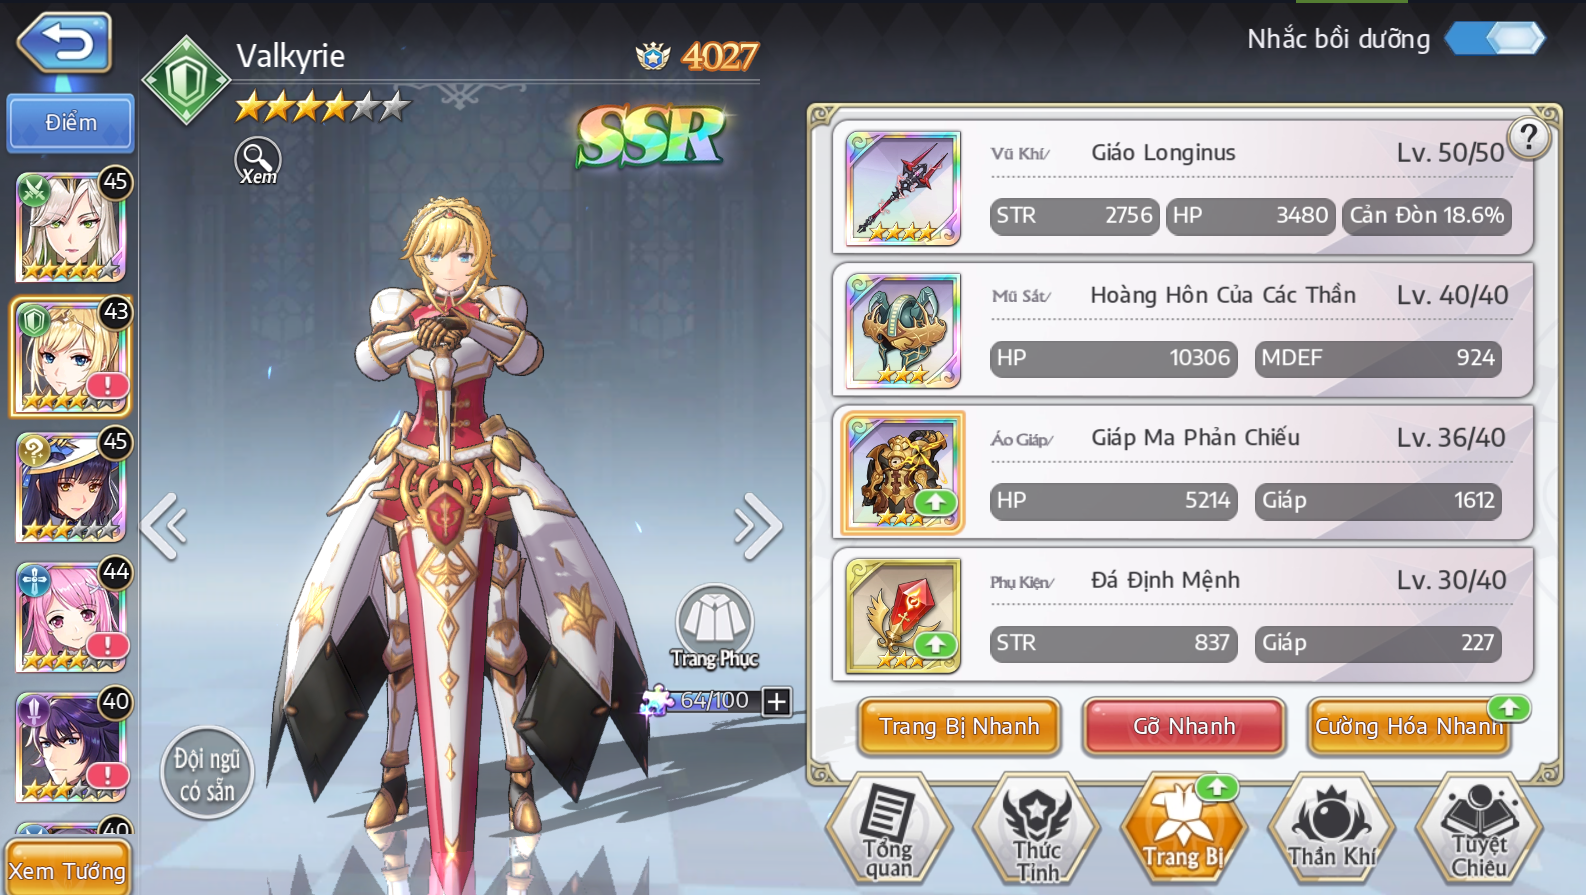 Valkyrie
4027
Nhắc bồi dưỡng
Điểm
SSR
Xem
45
43
45
44
40
40
Xem Tướng
!
!
!
Đội ngũ
có sẵn
Trang Phục
64/100 +
?
Vũ Khí/ Giáo Longinus Lv. 50/50
STR 2756 HP 3480 Cản Đòn 18.6%
Mũ Sắt/ Hoàng Hôn Của Các Thần Lv. 40/40
HP 10306 MDEF 924
Áo Giáp/ Giáp Ma Phản Chiếu Lv. 36/40
HP 5214 Giáp 1612
Phụ Kiện/ Đá Định Mệnh Lv. 30/40
STR 837 Giáp 227
Trang Bị Nhanh Gỡ Nhanh Cường Hóa Nhanh
Tổng
quan
Thức
Tỉnh
Trang Bị
Thần Khí
Tuyệt
Chiêu